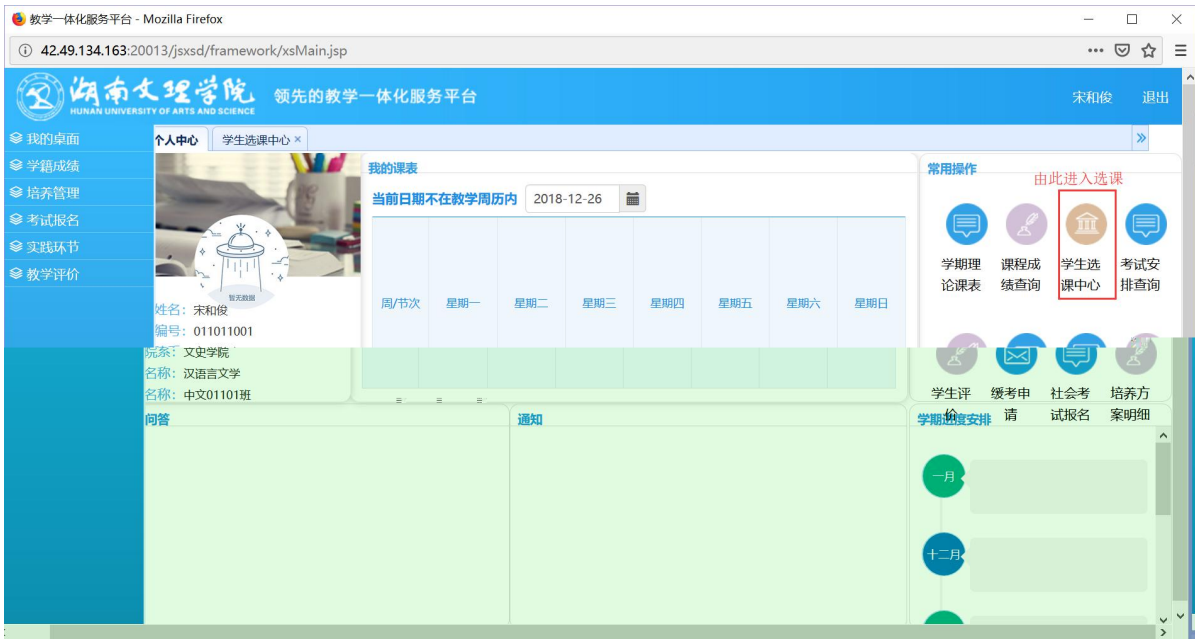 教学一体化服务平台 - Mozilla Firefox
42.49.134.163:20013/jsxsd/framework/xsMain.jsp
湖南文理学院
HUNAN UNIVERSITY OF ARTS AND SCIENCE
领先的教学一体化服务平台
宋和俊 退出
我的桌面
学籍成绩
培养管理
考试报名
实践环节
教学评价
个人中心 学生选课中心 ×
暂无数据
姓名：宋和俊
编号：011011001
院系：文史学院
名称：汉语言文学
名称：中文01101班
我的课表
当前日期不在教学周历内 2018-12-26
周/节次 星期一 星期二 星期三 星期四 星期五 星期六 星期日
常用操作
由此进入选课
学期理论课表
课程成绩查询
学生选课中心
考试安排查询
学生评价
缓考申请
社会考试报名
培养方案明细
问答
通知
学期进度安排
一月
十二月